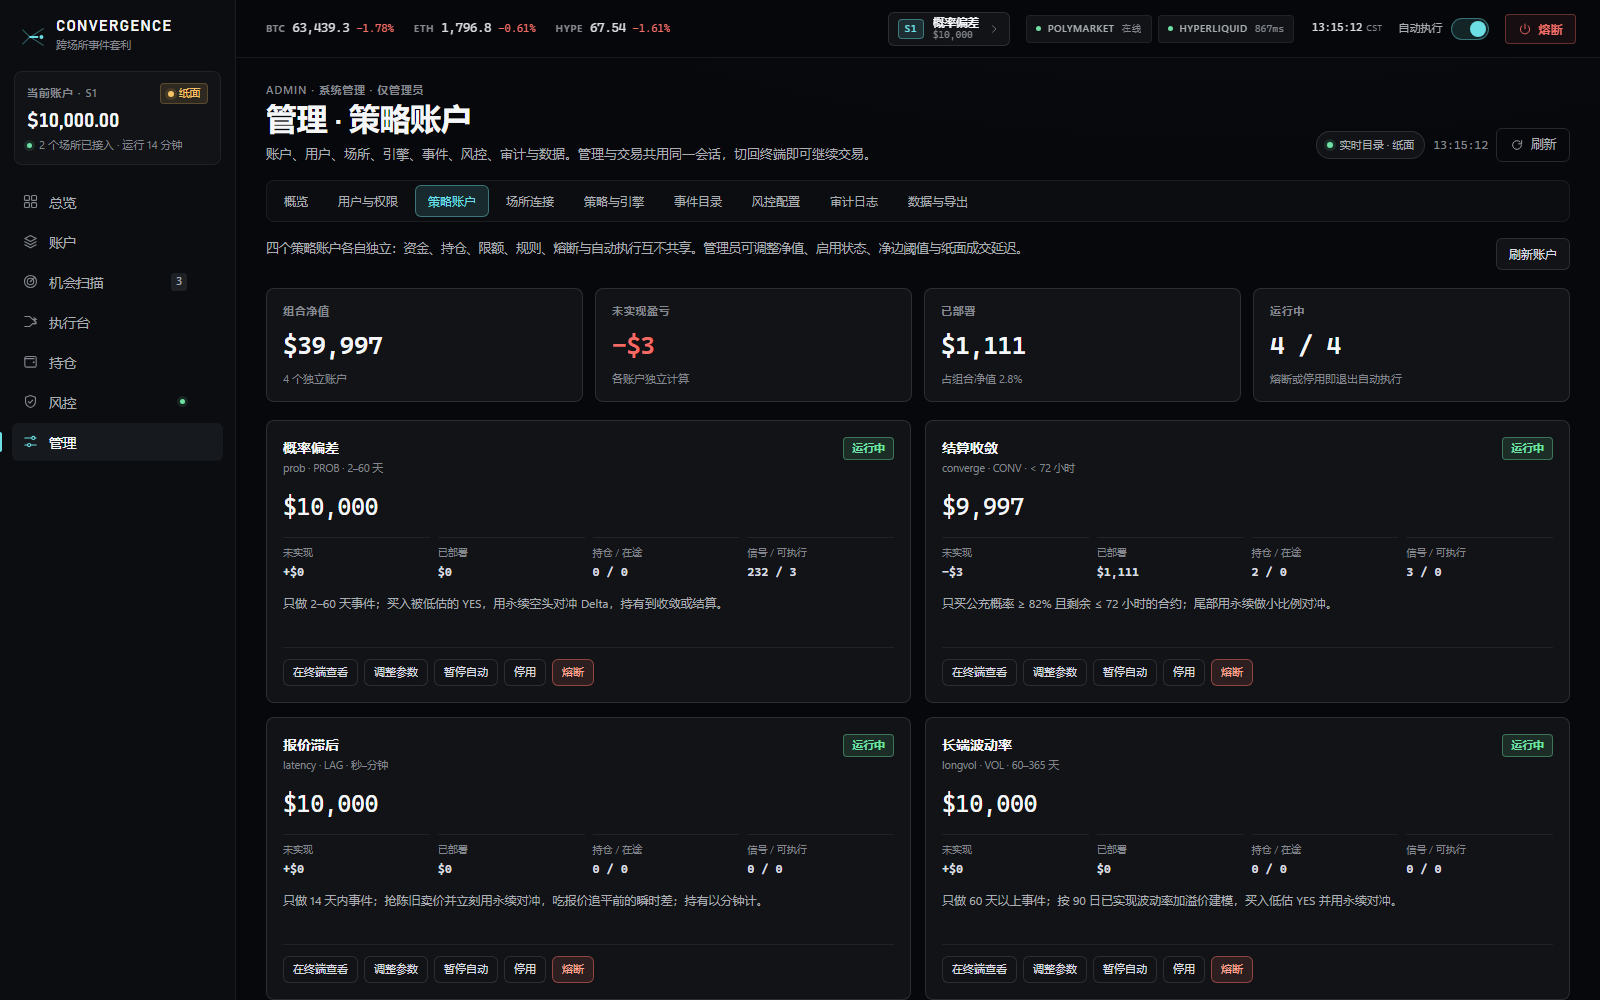 CONVERGENCE
跨场所事件套利
当前账户 · S1
纸面
$10,000.00
2 个场所已接入 · 运行 14 分钟
总览
账户
机会扫描
3
执行台
持仓
风控
管理
BTC 63,439.3 −1.78% ETH 1,796.8 −0.61% HYPE 67.54 −1.61%
S1
概率偏差
$10,000
POLYMARKET 在线
HYPERLIQUID 867ms
13:15:12 CST
自动执行
熔断
ADMIN · 系统管理 · 仅管理员
管理 · 策略账户
账户、用户、场所、引擎、事件、风控、审计与数据。管理与交易共用同一会话，切回终端即可继续交易。
实时目录 · 纸面
13:15:12
刷新
概览 用户与权限 策略账户 场所连接 策略与引擎 事件目录 风控配置 审计日志 数据与导出
四个策略账户各自独立：资金、持仓、限额、规则、熔断与自动执行互不共享。管理员可调整净值、启用状态、净边阈值与纸面成交延迟。
刷新账户
组合净值
$39,997
4 个独立账户
未实现盈亏
−$3
各账户独立计算
已部署
$1,111
占组合净值 2.8%
运行中
4 / 4
熔断或停用即退出自动执行
概率偏差
运行中
prob · PROB · 2–60 天
$10,000
未实现 已部署 持仓 / 在途 信号 / 可执行
+$0 $0 0 / 0 232 / 3
只做 2–60 天事件；买入被低估的 YES，用永续空头对冲 Delta，持有到收敛或结算。
在终端查看 调整参数 暂停自动 停用 熔断
结算收敛
运行中
converge · CONV · < 72 小时
$9,997
未实现 已部署 持仓 / 在途 信号 / 可执行
−$3 $1,111 2 / 0 3 / 0
只买公允概率 ≥ 82% 且剩余 ≤ 72 小时的合约；尾部用永续做小比例对冲。
在终端查看 调整参数 暂停自动 停用 熔断
报价滞后
运行中
latency · LAG · 秒–分钟
$10,000
未实现 已部署 持仓 / 在途 信号 / 可执行
+$0 $0 0 / 0 0 / 0
只做 14 天内事件；抢陈旧卖价并立刻用永续对冲，吃报价追平前的瞬时差；持有以分钟计。
在终端查看 调整参数 暂停自动 停用 熔断
长端波动率
运行中
longvol · VOL · 60–365 天
$10,000
未实现 已部署 持仓 / 在途 信号 / 可执行
+$0 $0 0 / 0 0 / 0
只做 60 天以上事件；按 90 日已实现波动率加溢价建模，买入低估 YES 并用永续对冲。
在终端查看 调整参数 暂停自动 停用 熔断